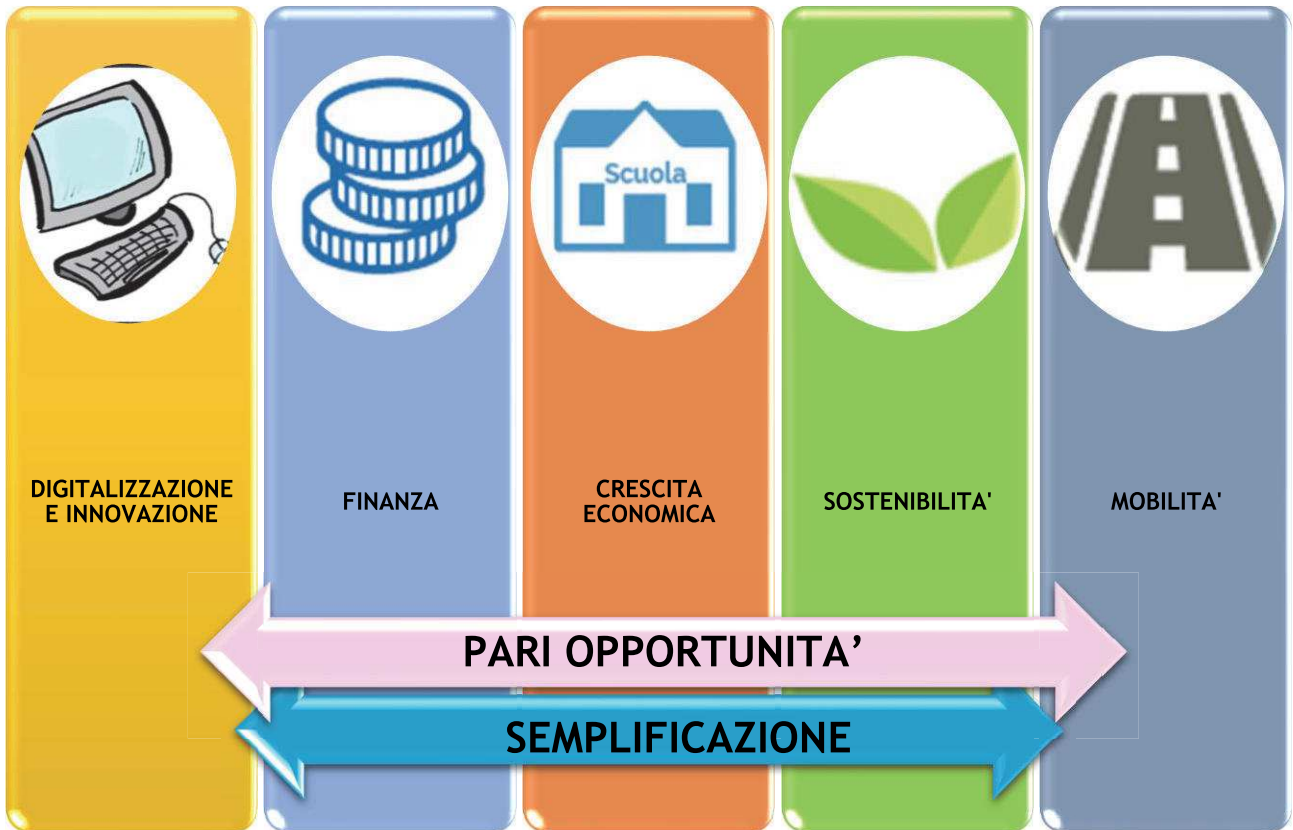 Scuola
DIGITALIZZAZIONE
E INNOVAZIONE
FINANZA
CRESCITA
ECONOMICA
SOSTENIBILITA'
MOBILITA'
PARI OPPORTUNITA’
SEMPLIFICAZIONE